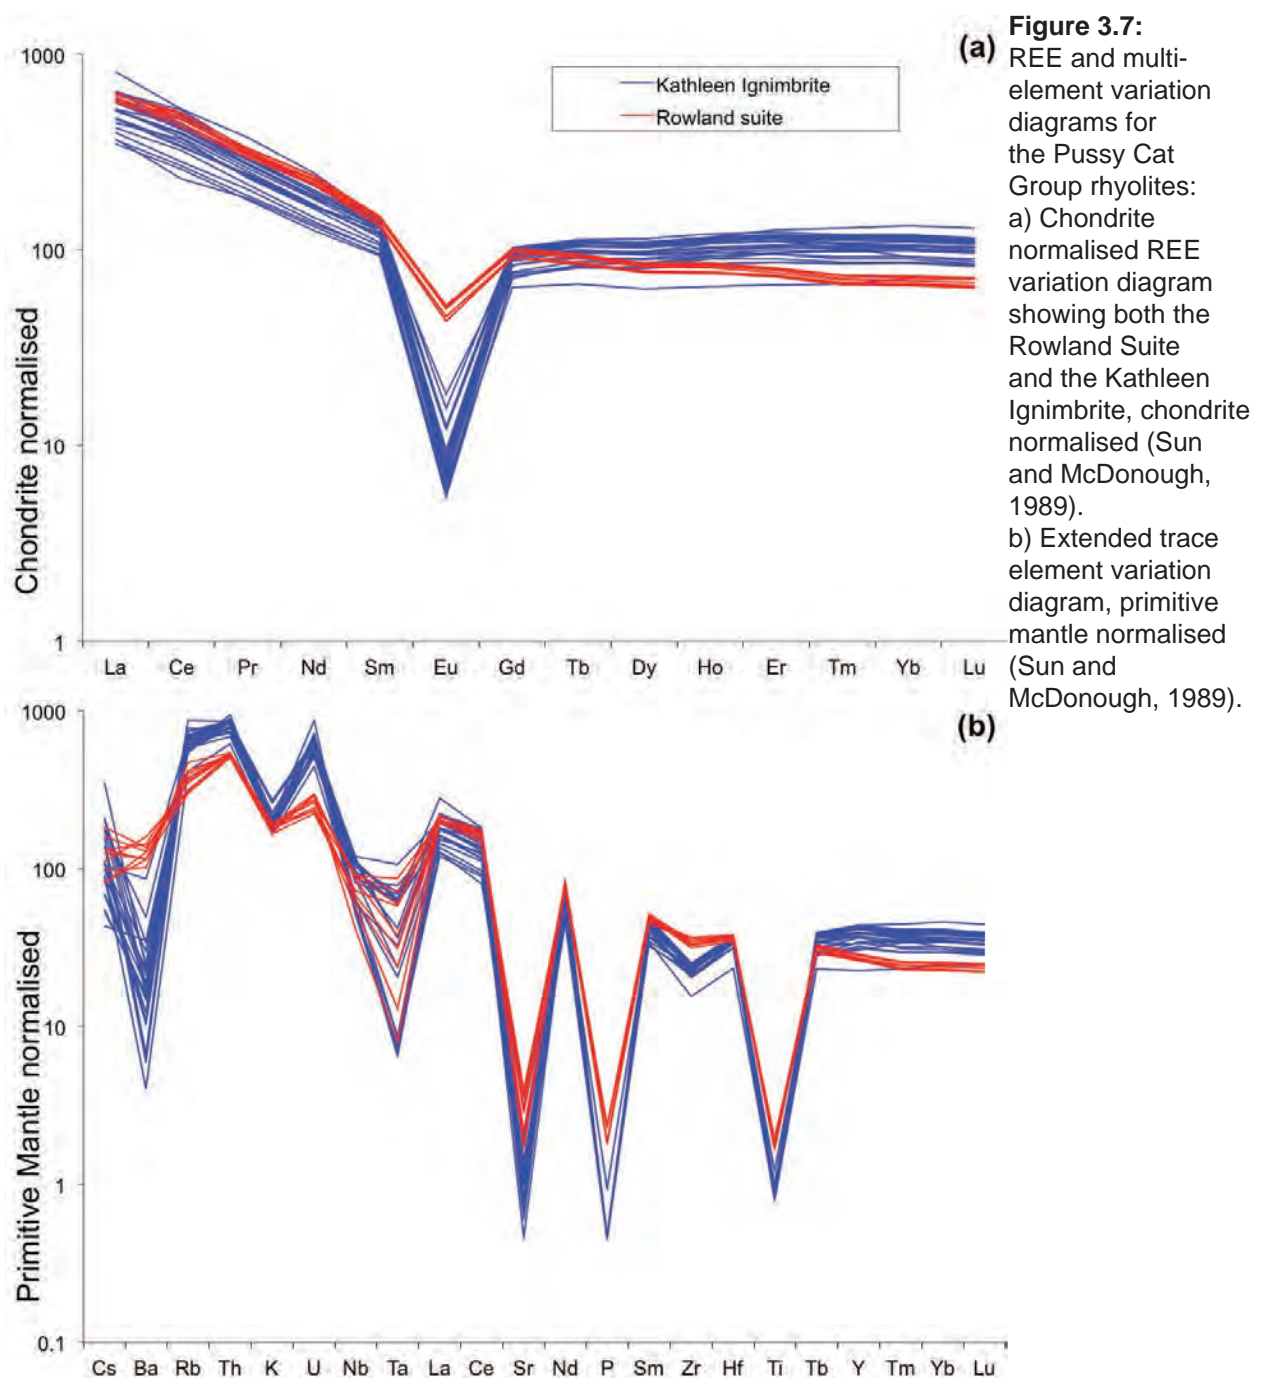 Figure 3.7:
REE and multi-
element variation
diagrams for
the Pussy Cat
Group rhyolites:
a) Chondrite
normalised REE
variation diagram
showing both the
Rowland Suite
and the Kathleen
Ignimbrite, chondrite
normalised (Sun
and McDonough,
1989).
b) Extended trace
element variation
diagram, primitive
mantle normalised
(Sun and
McDonough, 1989).
(a)
Kathleen Ignimbrite
Rowland suite
Chondrite normalised
1000
100
10
1
La Ce Pr Nd Sm Eu Gd Tb Dy Ho Er Tm Yb Lu
(b)
Primitive Mantle normalised
1000
100
10
1
0.1
Cs Ba Rb Th K U Nb Ta La Ce Sr Nd P Sm Zr Hf Ti Tb Y Tm Yb Lu